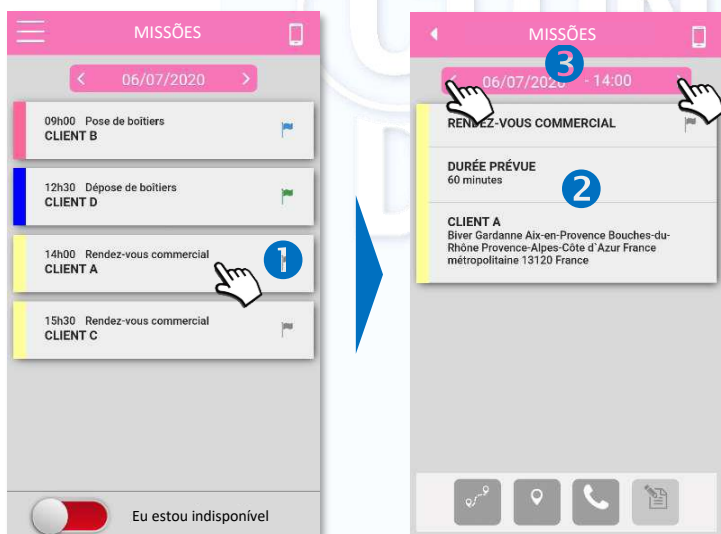 MISSÕES
06/07/2020
09h00 Pose de boîtiers
CLIENT B
12h30 Dépose de boîtiers
CLIENT D
14h00 Rendez-vous commercial
CLIENT A
1
15h30 Rendez-vous commercial
CLIENT C
Eu estou indisponível
MISSÕES
3
06/07/2020 - 14:00
RENDEZ-VOUS COMMERCIAL
DURÉE PRÉVUE
60 minutes
2
CLIENT A
Biver Gardanne Aix-en-Provence Bouches-du-
Rhône Provence-Alpes-Côte d`Azur France
métropolitaine 13120 France